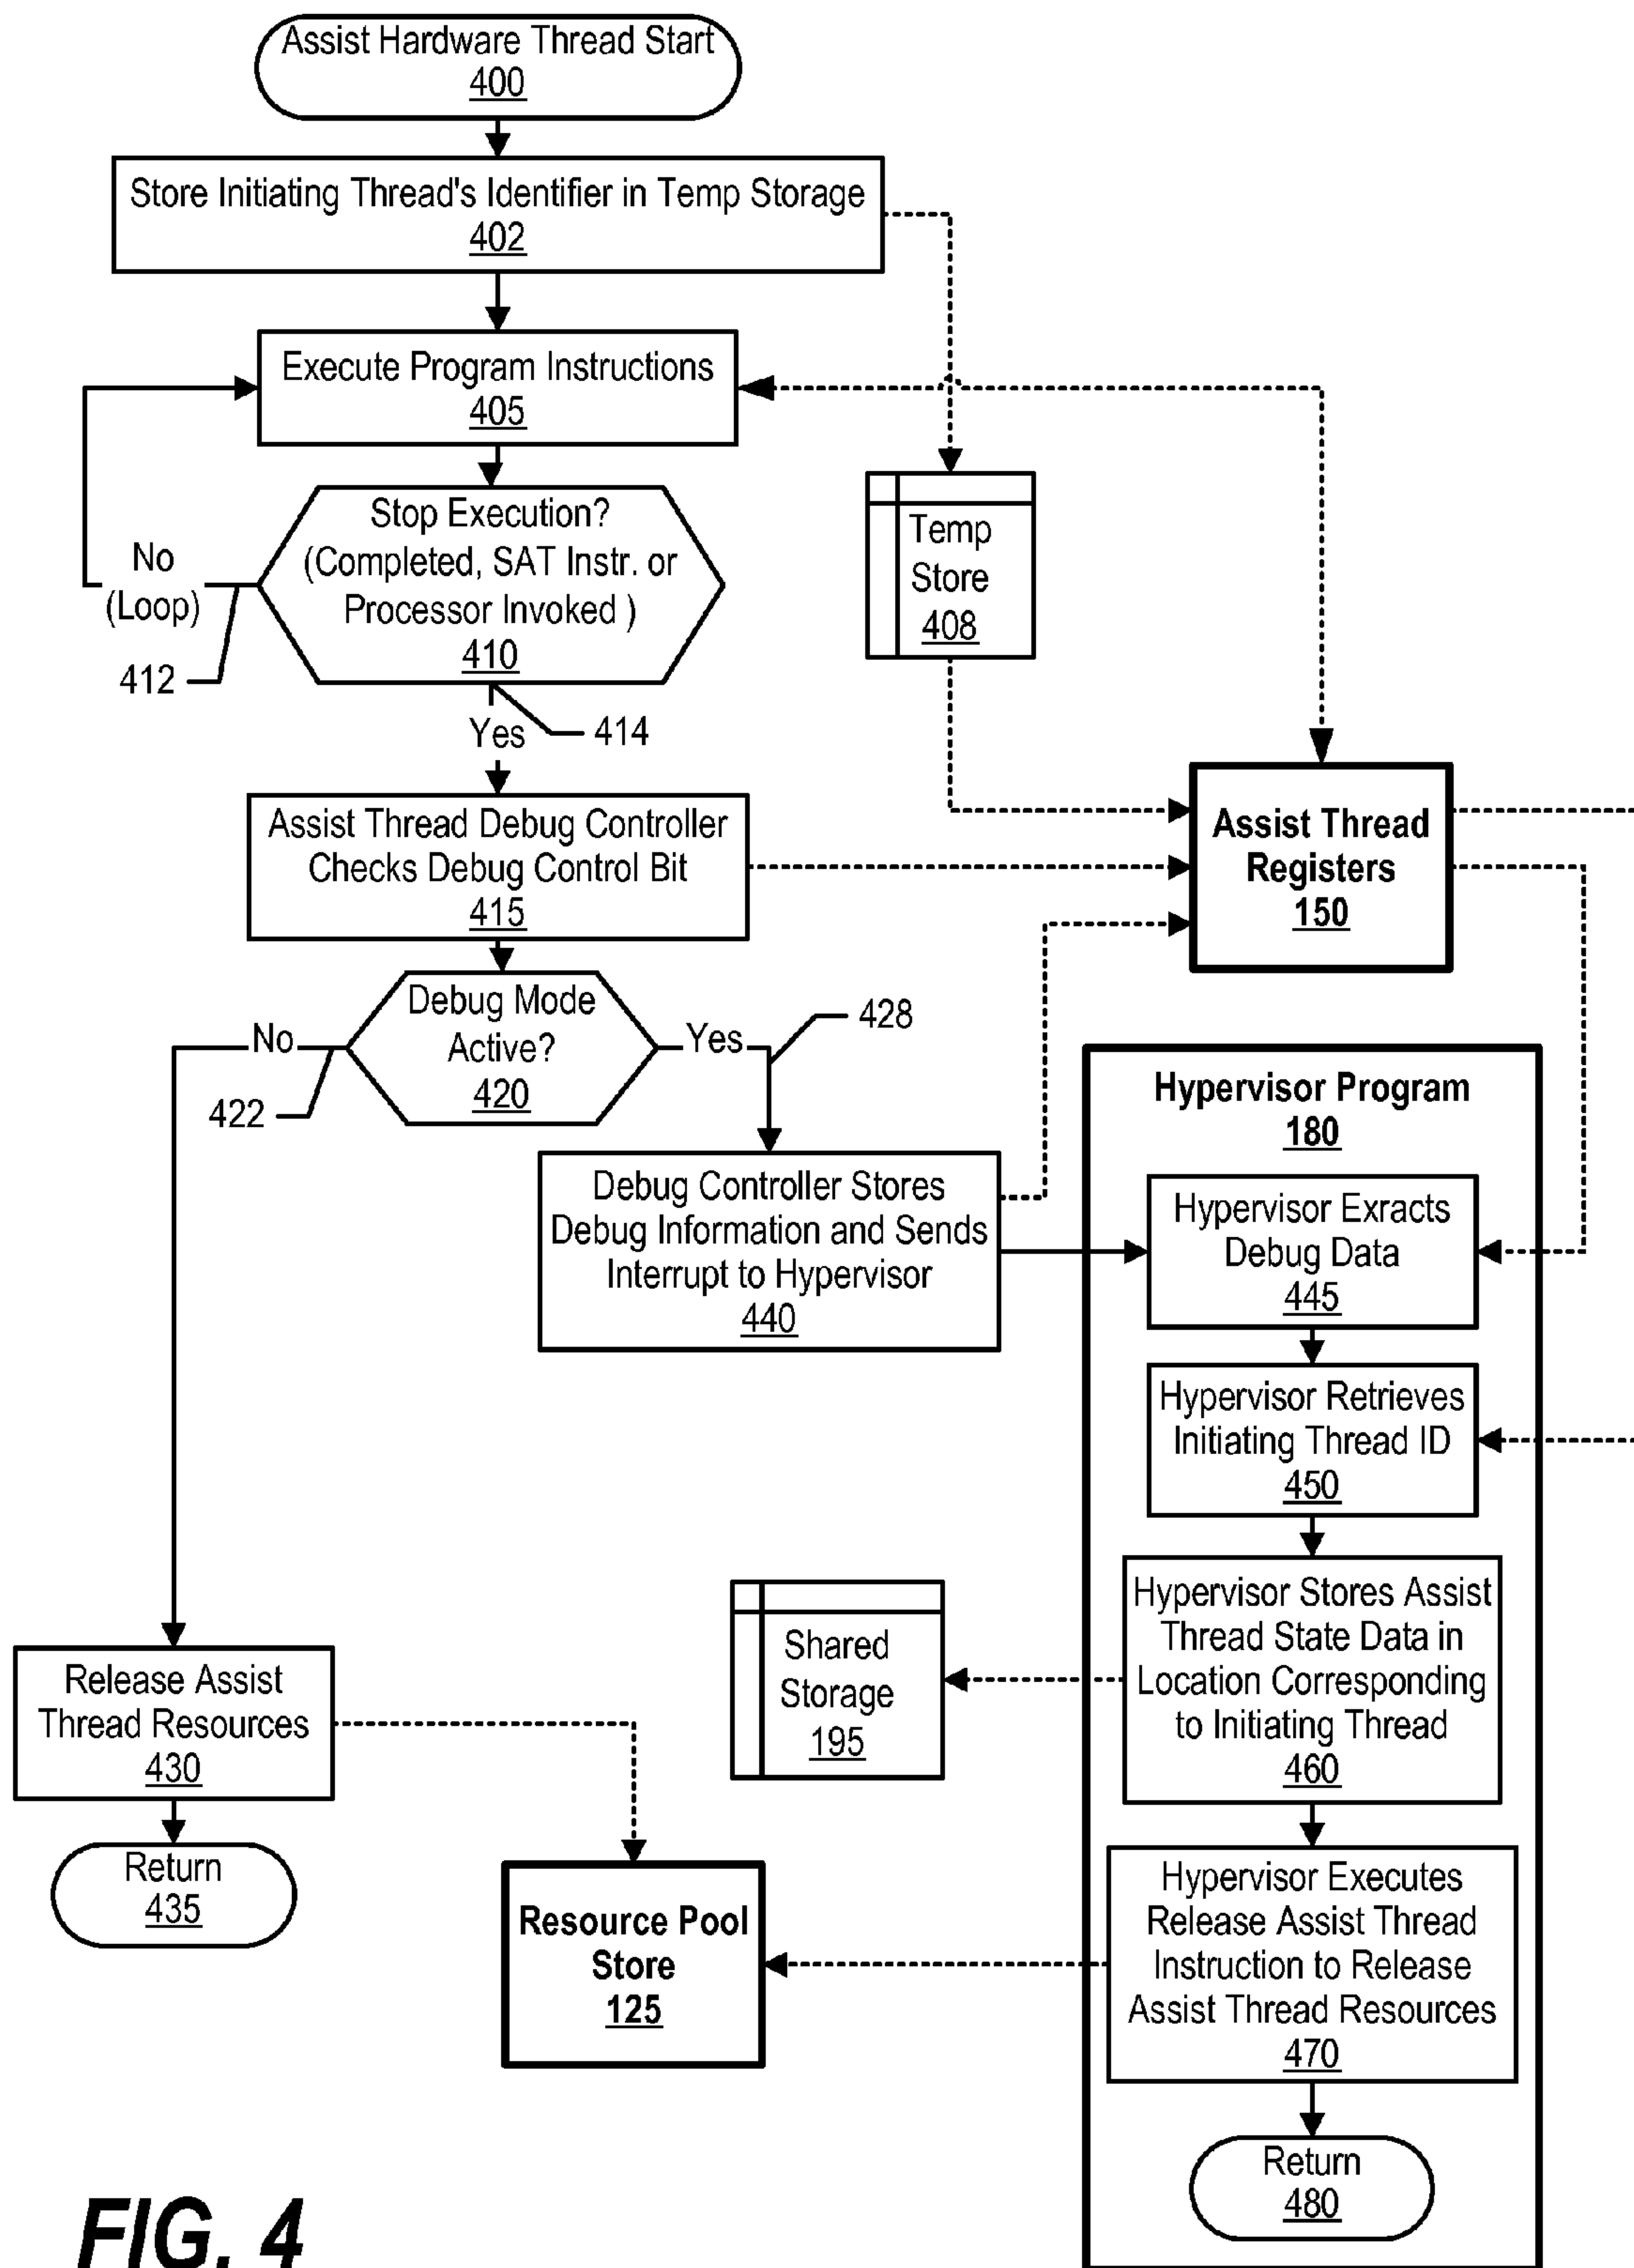 Assist Hardware Thread Start
400
Store Initiating Thread's Identifier in Temp Storage
402
Execute Program Instructions
405
Stop Execution?
(Completed, SAT Instr. or
Processor Invoked )
410
No
(Loop)
412
Yes
414
Temp
Store
408
Assist Thread Debug Controller
Checks Debug Control Bit
415
Assist Thread
Registers
150
Debug Mode
Active?
420
No
422
Yes
428
Debug Controller Stores
Debug Information and Sends
Interrupt to Hypervisor
440
Hypervisor Program
180
Hypervisor Exracts
Debug Data
445
Hypervisor Retrieves
Initiating Thread ID
450
Hypervisor Stores Assist
Thread State Data in
Location Corresponding
to Initiating Thread
460
Shared
Storage
195
Release Assist
Thread Resources
430
Return
435
Resource Pool
Store
125
Hypervisor Executes
Release Assist Thread
Instruction to Release
Assist Thread Resources
470
Return
480
FIG. 4